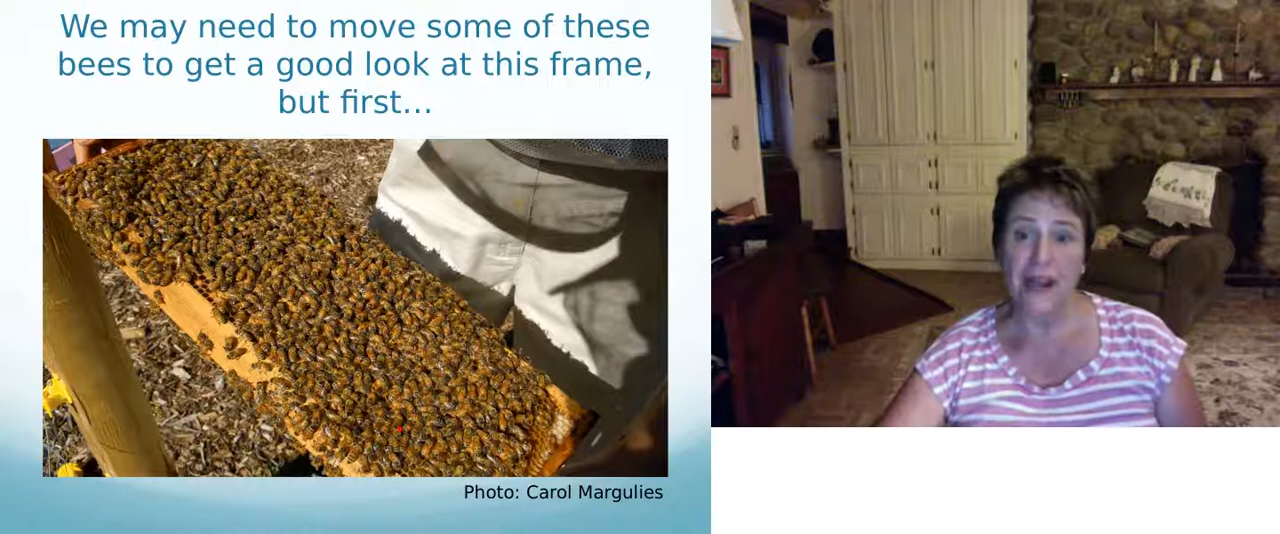 We may need to move some of these
bees to get a good look at this frame,
but first...
Photo: Carol Margulies